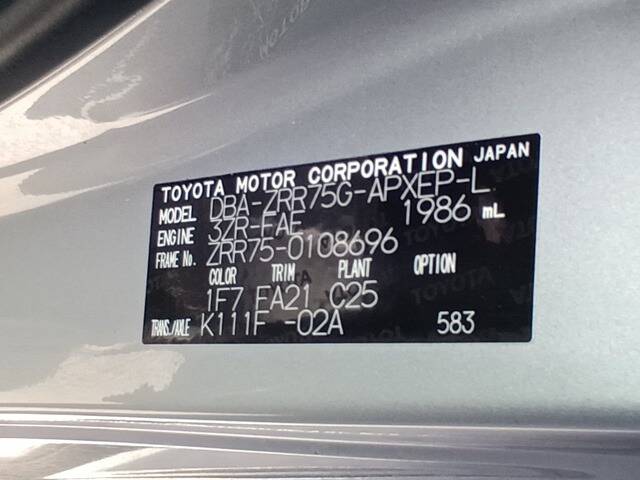 TOYOTA MOTOR CORPORATION JAPAN
MODEL DBA-ZRR75G-APXEP-L
ENGINE 3ZR-FAE 1986 mL
FRAME No. ZRR75-0108696
COLOR TRIM PLANT OPTION
1F7 FA21 C25
TRANS./AXLE K111F -02A 583